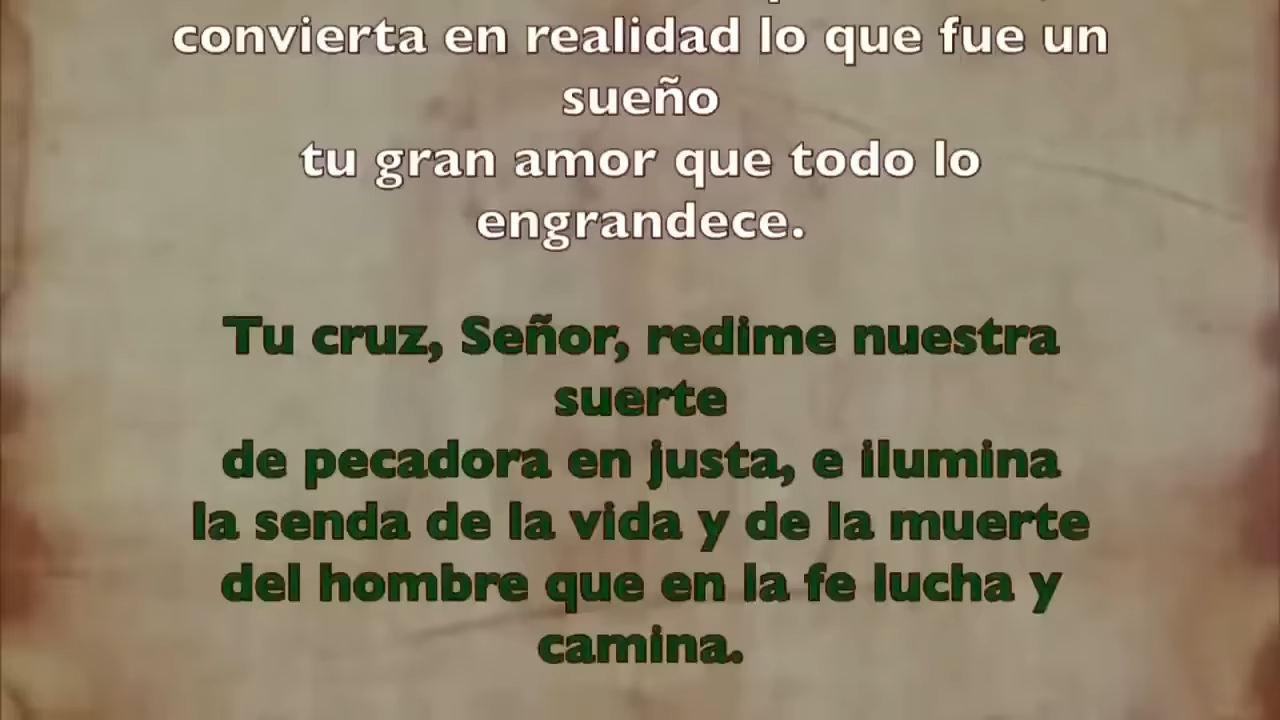 convierta en realidad lo que fue un
sueño
tu gran amor que todo lo
engrandece.
Tu cruz, Señor, redime nuestra
suerte
de pecadora en justa, e ilumina
la senda de la vida y de la muerte
del hombre que en la fe lucha y
camina.